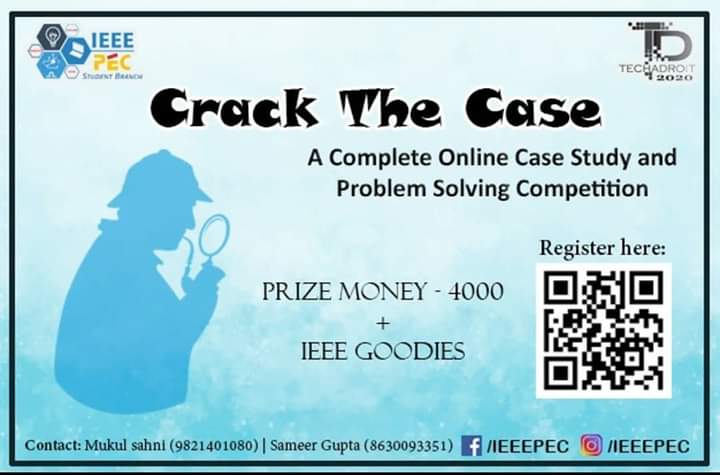 IEEE
PEC
STUDENT BRANCH
TD
TECHADROIT
2020
Crack The Case
A Complete Online Case Study and
Problem Solving Competition
Register here:
PRIZE MONEY - 4000
+
IEEE GOODIES
Contact: Mukul sahni (9821401080) | Sameer Gupta (8630093351) /IEEEPEC /IEEEPEC